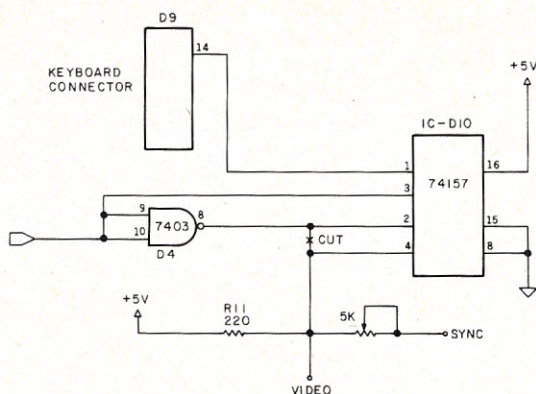 D9
14
KEYBOARD
CONNECTOR
+5V
IC-D10
1
16
3
74157
9
8
7403
10
D4
2
15
CUT
4
8
+5V
R11
220
5K
SYNC
VIDEO